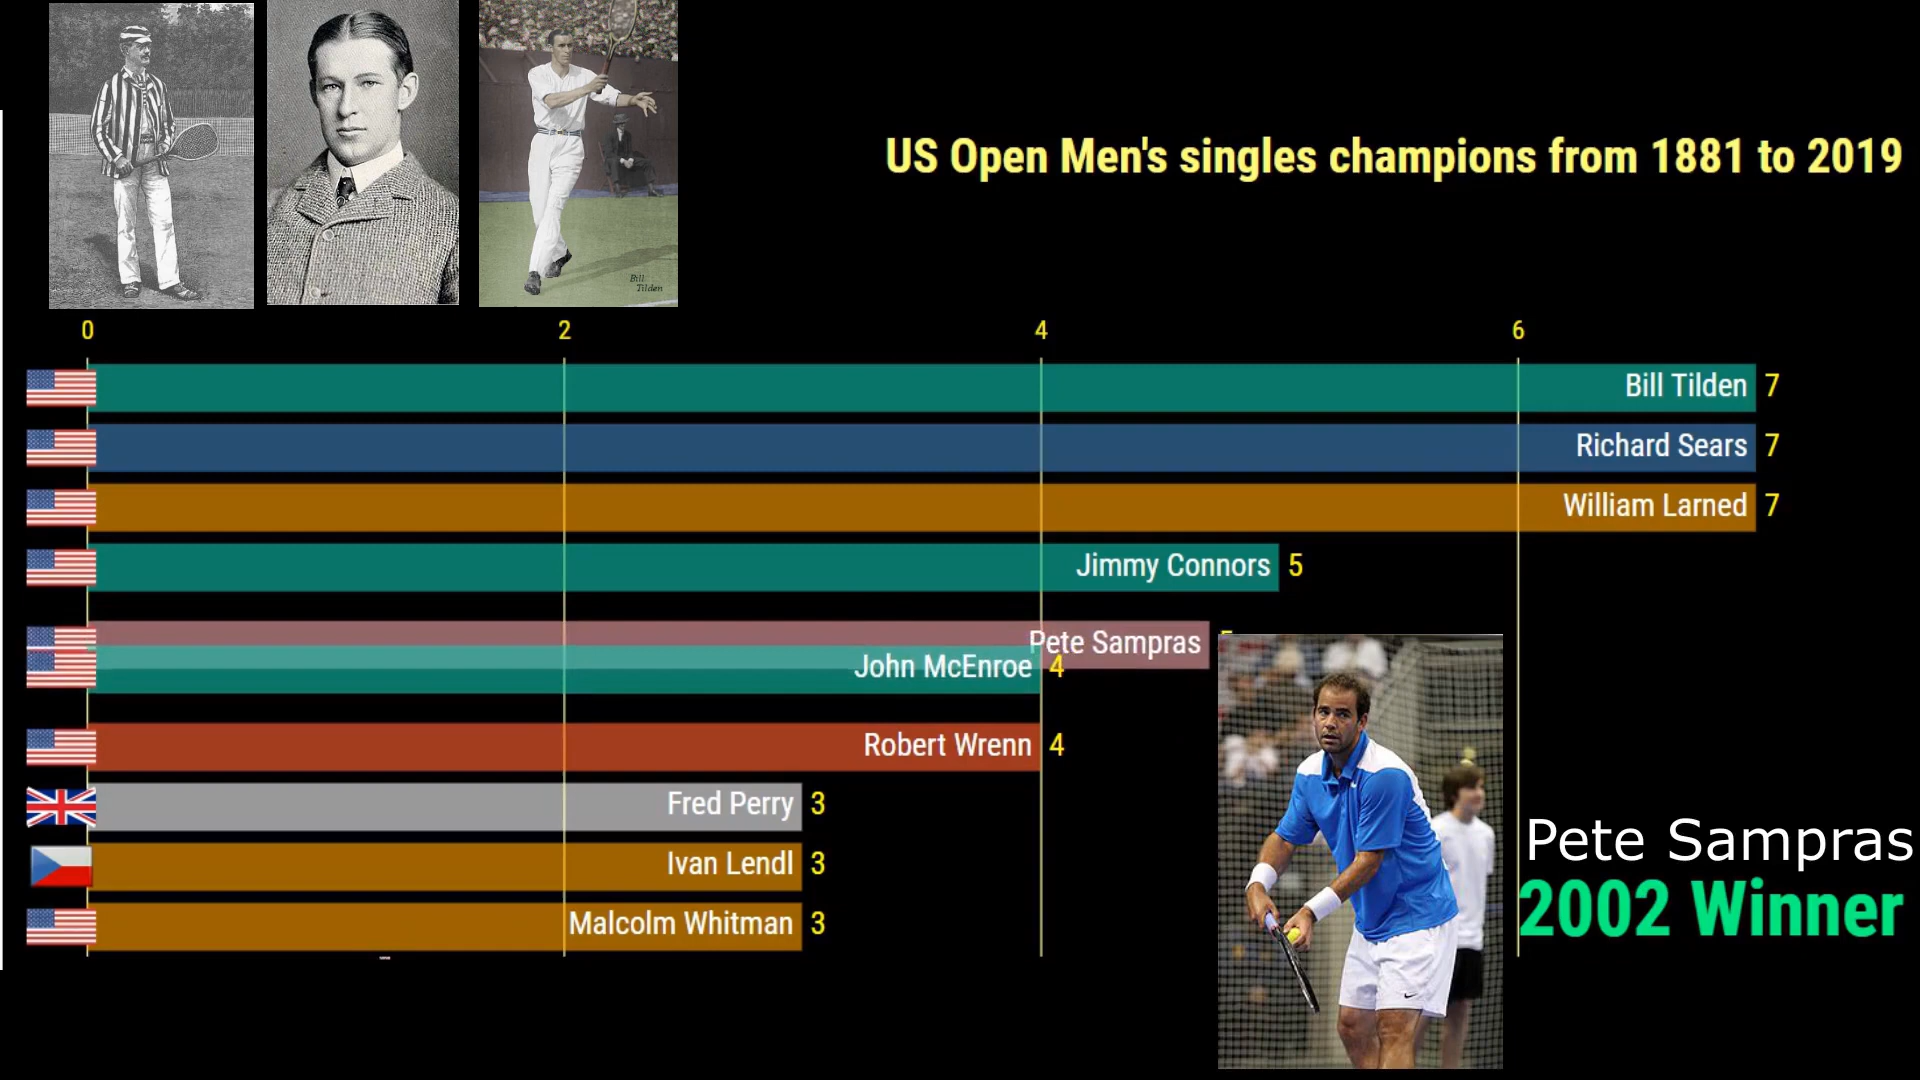 Bill
Tilden
US Open Men's singles champions from 1881 to 2019
0 2 4 6
Bill Tilden 7
Richard Sears 7
William Larned 7
Jimmy Connors 5
Pete Sampras
John McEnroe 4
Robert Wrenn 4
Fred Perry 3
Ivan Lendl 3
Malcolm Whitman 3
Pete Sampras
2002 Winner